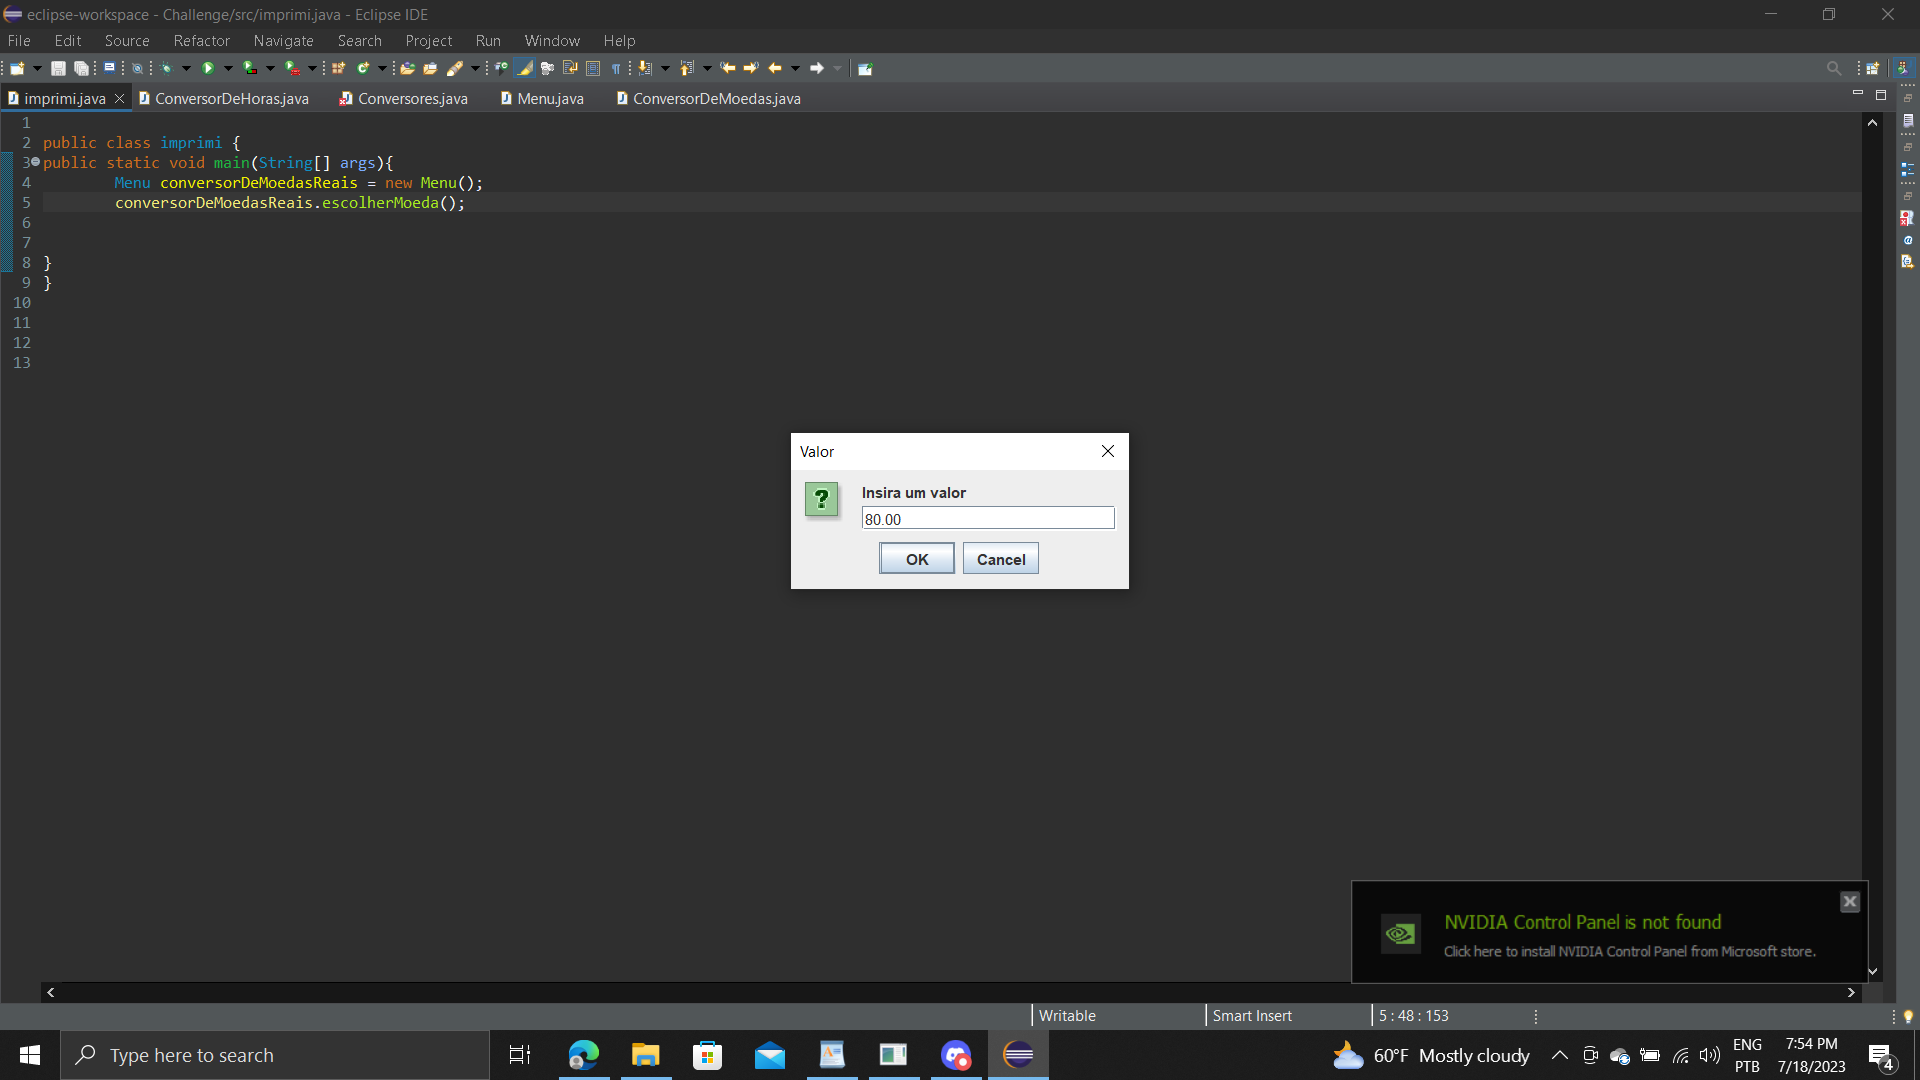 eclipse-workspace - Challenge/src/imprimi.java - Eclipse IDE
File Edit Source Refactor Navigate Search Project Run Window Help
imprimi.java ConversorDeHoras.java Conversores.java Menu.java ConversorDeMoedas.java
1
2 public class imprimi {
3 public static void main(String[] args){
4 Menu conversorDeMoedasReais = new Menu();
5 conversorDeMoedasReais.escolherMoeda();
6
7
8 }
9 }
10
11
12
13
Valor
Insira um valor
80.00
OK Cancel
NVIDIA Control Panel is not found
Click here to install NVIDIA Control Panel from Microsoft store.
Writable Smart Insert 5 : 48 : 153
Type here to search
60°F Mostly cloudy
ENG
PTB
7:54 PM
7/18/2023
4